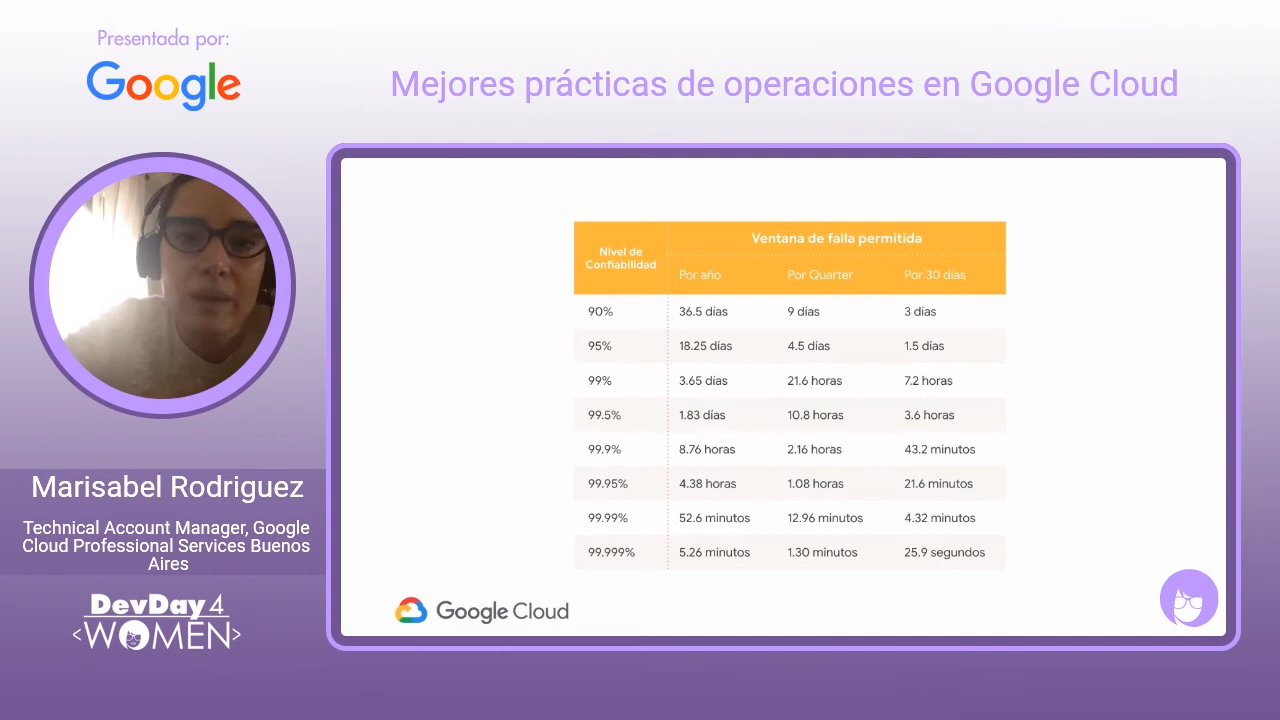 Presentada por:
Google
Mejores prácticas de operaciones en Google Cloud
Nivel de
Confiabilidad
Ventana de falla permitida
Por año Por Quarter Por 30 días
90% 36.5 días 9 días 3 días
95% 18.25 días 4.5 días 1.5 días
99% 3.65 días 21.6 horas 7.2 horas
99.5% 1.83 días 10.8 horas 3.6 horas
99.9% 8.76 horas 2.16 horas 43.2 minutos
99.95% 4.38 horas 1.08 horas 21.6 minutos
99.99% 52.6 minutos 12.96 minutos 4.32 minutos
99.999% 5.26 minutos 1.30 minutos 25.9 segundos
Google Cloud
Marisabel Rodriguez
Technical Account Manager, Google
Cloud Professional Services Buenos
Aires
DevDay 4
<WOMEN>